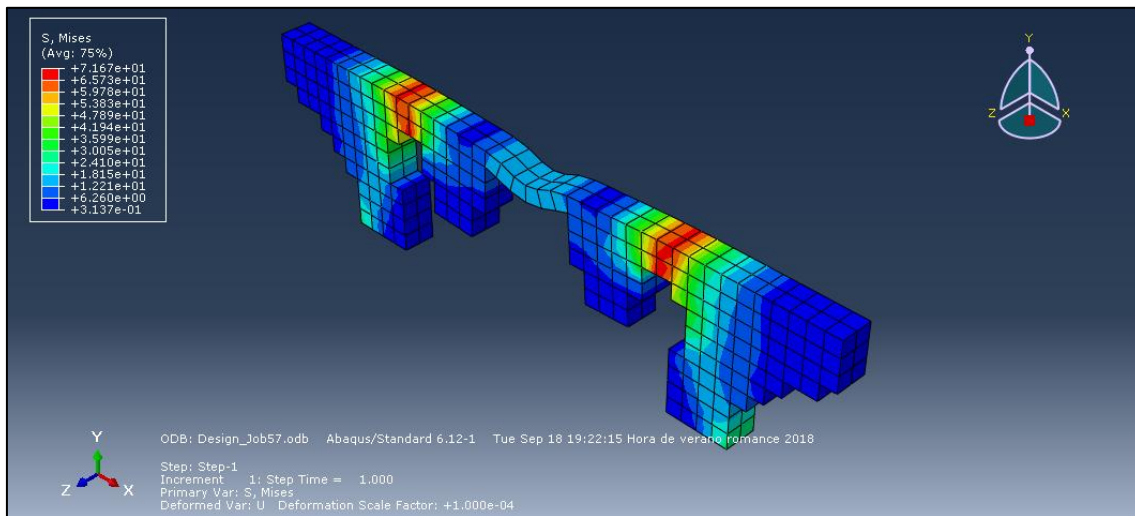 S, Mises
(Avg: 75%)
+7.167e+01
+6.573e+01
+5.978e+01
+5.383e+01
+4.789e+01
+4.194e+01
+3.599e+01
+3.005e+01
+2.410e+01
+1.815e+01
+1.221e+01
+6.260e+00
+3.137e-01
Y
Z X
Y
Z X
ODB: Design_Job57.odb Abaqus/Standard 6.12-1 Tue Sep 18 19:22:15 Hora de verano romance 2018
Step: Step-1
Increment 1: Step Time = 1.000
Primary Var: S, Mises
Deformed Var: U Deformation Scale Factor: +1.000e-04